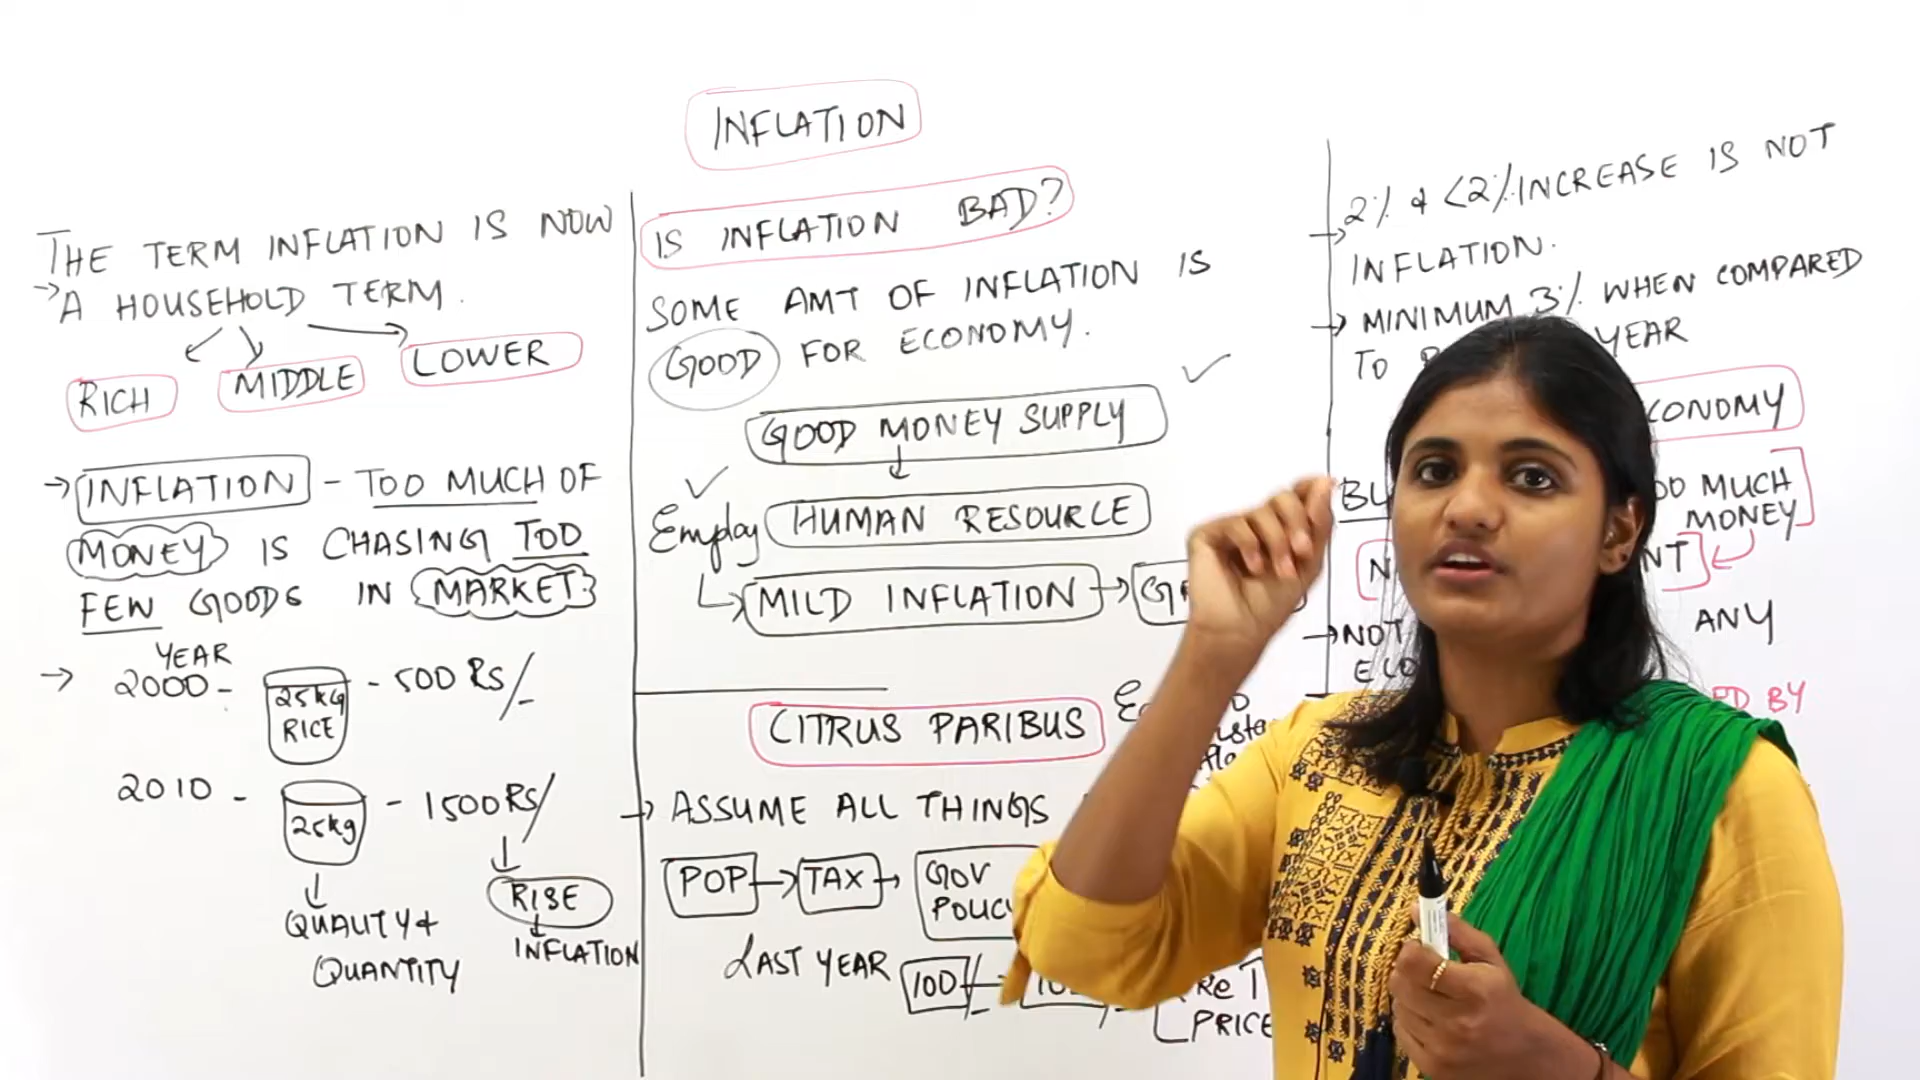 INFLATION
THE TERM INFLATION IS NOW
→A HOUSEHOLD TERM.
RICH MIDDLE LOWER
→INFLATION - TOO MUCH OF
MONEY IS CHASING TOO
FEW GOODS IN MARKET.
YEAR
→ 2000 - 25kg RICE - 500 RS/-
2010 - 25kg - 1500RS/
RISE
INFLATION
QUALITY &
QUANTITY
IS INFLATION BAD?
SOME AMT OF INFLATION IS
GOOD FOR ECONOMY.
GOOD MONEY SUPPLY
Employ HUMAN RESOURCE
MILD INFLATION →
CITRUS PARIBUS
→ ASSUME ALL THINGS
POP → TAX → GOV
POLICY
LAST YEAR 100/-
PRICE
→ 2% & <2% INCREASE IS NOT
INFLATION.
→ MINIMUM 3% WHEN COMPARED
TO YEAR
MUCH
MONEY
→NOT ANY
BY